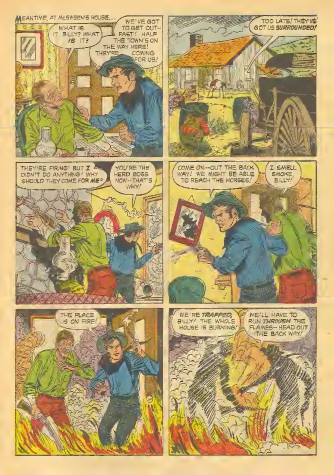 MEANTIME, AT McSWEEN'S HOUSE...
WHAT IS
IT, BILLY? WHAT
IS IT?
WE'VE GOT
TO GET OUT--
FAST! HALF
THE TOWN'S ON
THE WAY HERE!
THEY'RE COMING
FOR US!
TOO LATE! THEY'VE
GOT US SURROUNDED!
THEY'RE FIRING! BUT I
DIDN'T DO ANYTHING! WHY
SHOULD THEY COME FOR ME?
YOU'RE THE
HERD BOSS
NOW--THAT'S
WHY!
COME ON--OUT THE BACK
WAY! WE MIGHT BE ABLE
TO REACH THE HORSES!
I SMELL
SMOKE,
BILLY!
THE PLACE
IS ON FIRE!
WE'RE TRAPPED,
BILLY! THE WHOLE
HOUSE IS BURNING!
WE'LL HAVE TO
RUN THROUGH THE
FLAMES--HEAD OUT
THE BACK WAY!